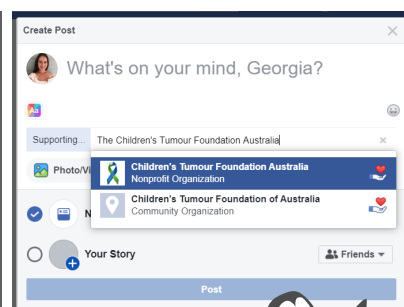 Create Post
What's on your mind, Georgia?
Aa
Supporting... The Children's Tumour Foundation Australia
Photo/Vi
Children's Tumour Foundation Australia
Nonprofit Organization
Children's Tumour Foundation of Australia
Community Organization
N
Your Story
Friends
Post